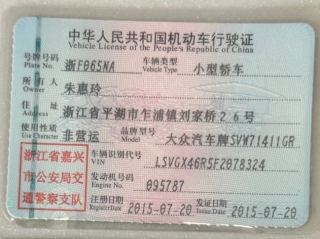 中华人民共和国机动车行驶证
Vehicle License of the People's Republic of China
号牌号码 Plate No. 浙F065NA 车辆类型 Vehicle Type 小型轿车
所有人 Owner 朱惠玲
住址 Address 浙江省平湖市乍浦镇刘家桥26号
使用性质 Use Character 非营运 品牌型号 Model 大众汽车牌SVW71411GR
浙江省嘉兴市公安局交通警察支队
车辆识别代号 VIN LSVGX46R5F2078324
发动机号码 Engine No. 095787
注册日期 Register Date 2015-07-20 发证日期 Issue Date 2015-07-20